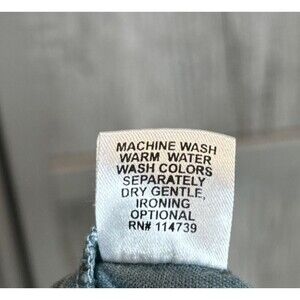 MACHINE WASH
WARM WATER
WASH COLORS
SEPARATELY
DRY GENTLE,
IRONING
OPTIONAL
RN# 114739